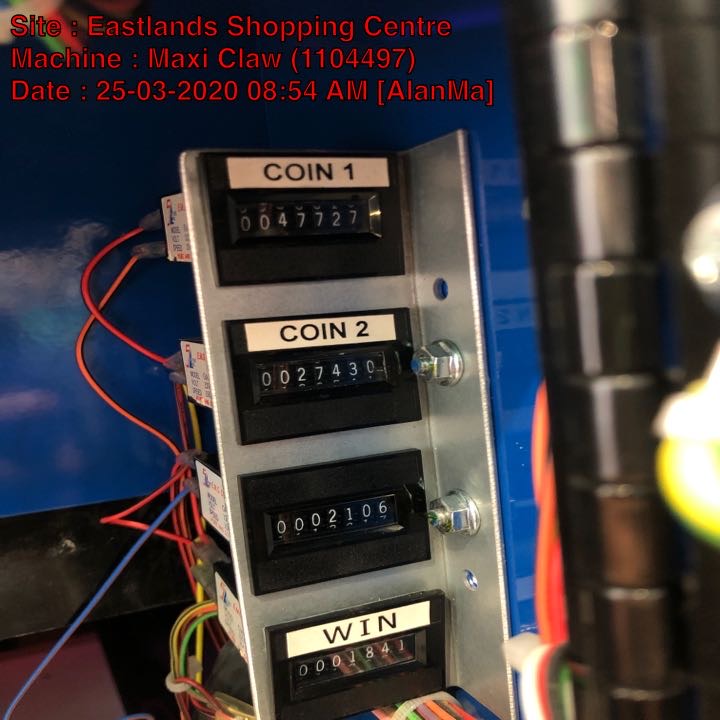 Site : Eastlands Shopping Centre
Machine : Maxi Claw (1104497)
Date : 25-03-2020 08:54 AM [AlanMa]
COIN 1
0047727
COIN 2
0027430
0002106
WIN
0001841